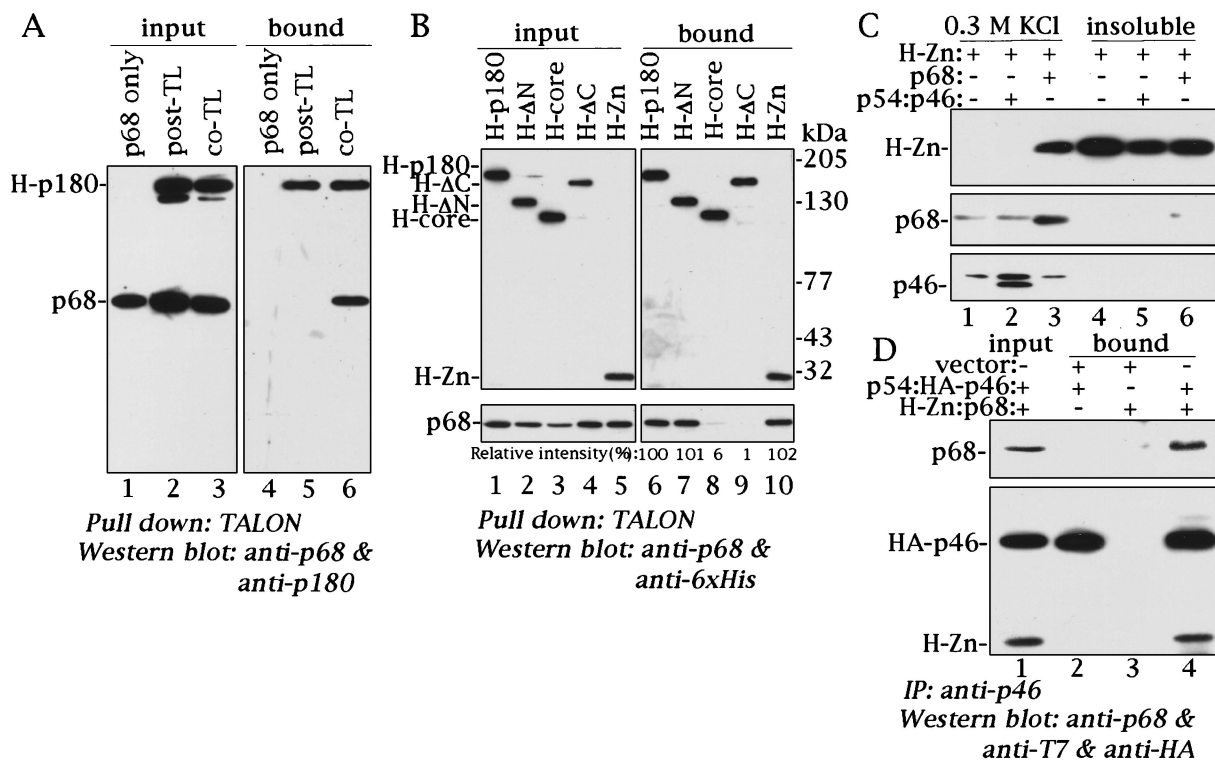 A
input
bound
p68 only
post-TL
co-TL
p68 only
post-TL
co-TL
H-p180-
p68-
1 2 3 4 5 6
Pull down: TALON
Western blot: anti-p68 &
anti-p180
B
input
bound
H-p180
H-ΔN
H-core
H-ΔC
H-Zn
H-p180
H-ΔN
H-core
H-ΔC
H-Zn
kDa
H-p180-
H-ΔC-
H-ΔN-
H-core-
H-Zn-
-205
-130
-77
-43
-32
p68-
Relative intensity(%):100 101 6 1 102
1 2 3 4 5 6 7 8 9 10
Pull down: TALON
Western blot: anti-p68 &
anti-6xHis
C
0.3 M KCl insoluble
H-Zn:+ + + + + +
p68:- - + - - +
p54:p46:- + - - + -
H-Zn-
p68-
p46-
1 2 3 4 5 6
D
input bound
vector:- + + -
p54:HA-p46:+ + - +
H-Zn:p68:+ - + +
p68-
HA-p46-
H-Zn-
1 2 3 4
IP: anti-p46
Western blot: anti-p68 &
anti-T7 & anti-HA